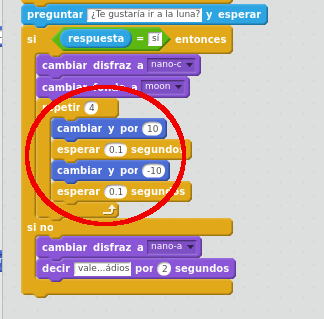 preguntar ¿Te gustaría ir a la luna? y esperar
si respuesta = sí entonces
cambiar disfraz a nano-c
cambiar fondo a moon
repetir 4
cambiar y por 10
esperar 0.1 segundos
cambiar y por -10
esperar 0.1 segundos
si no
cambiar disfraz a nano-a
decir vale...ádios por 2 segundos